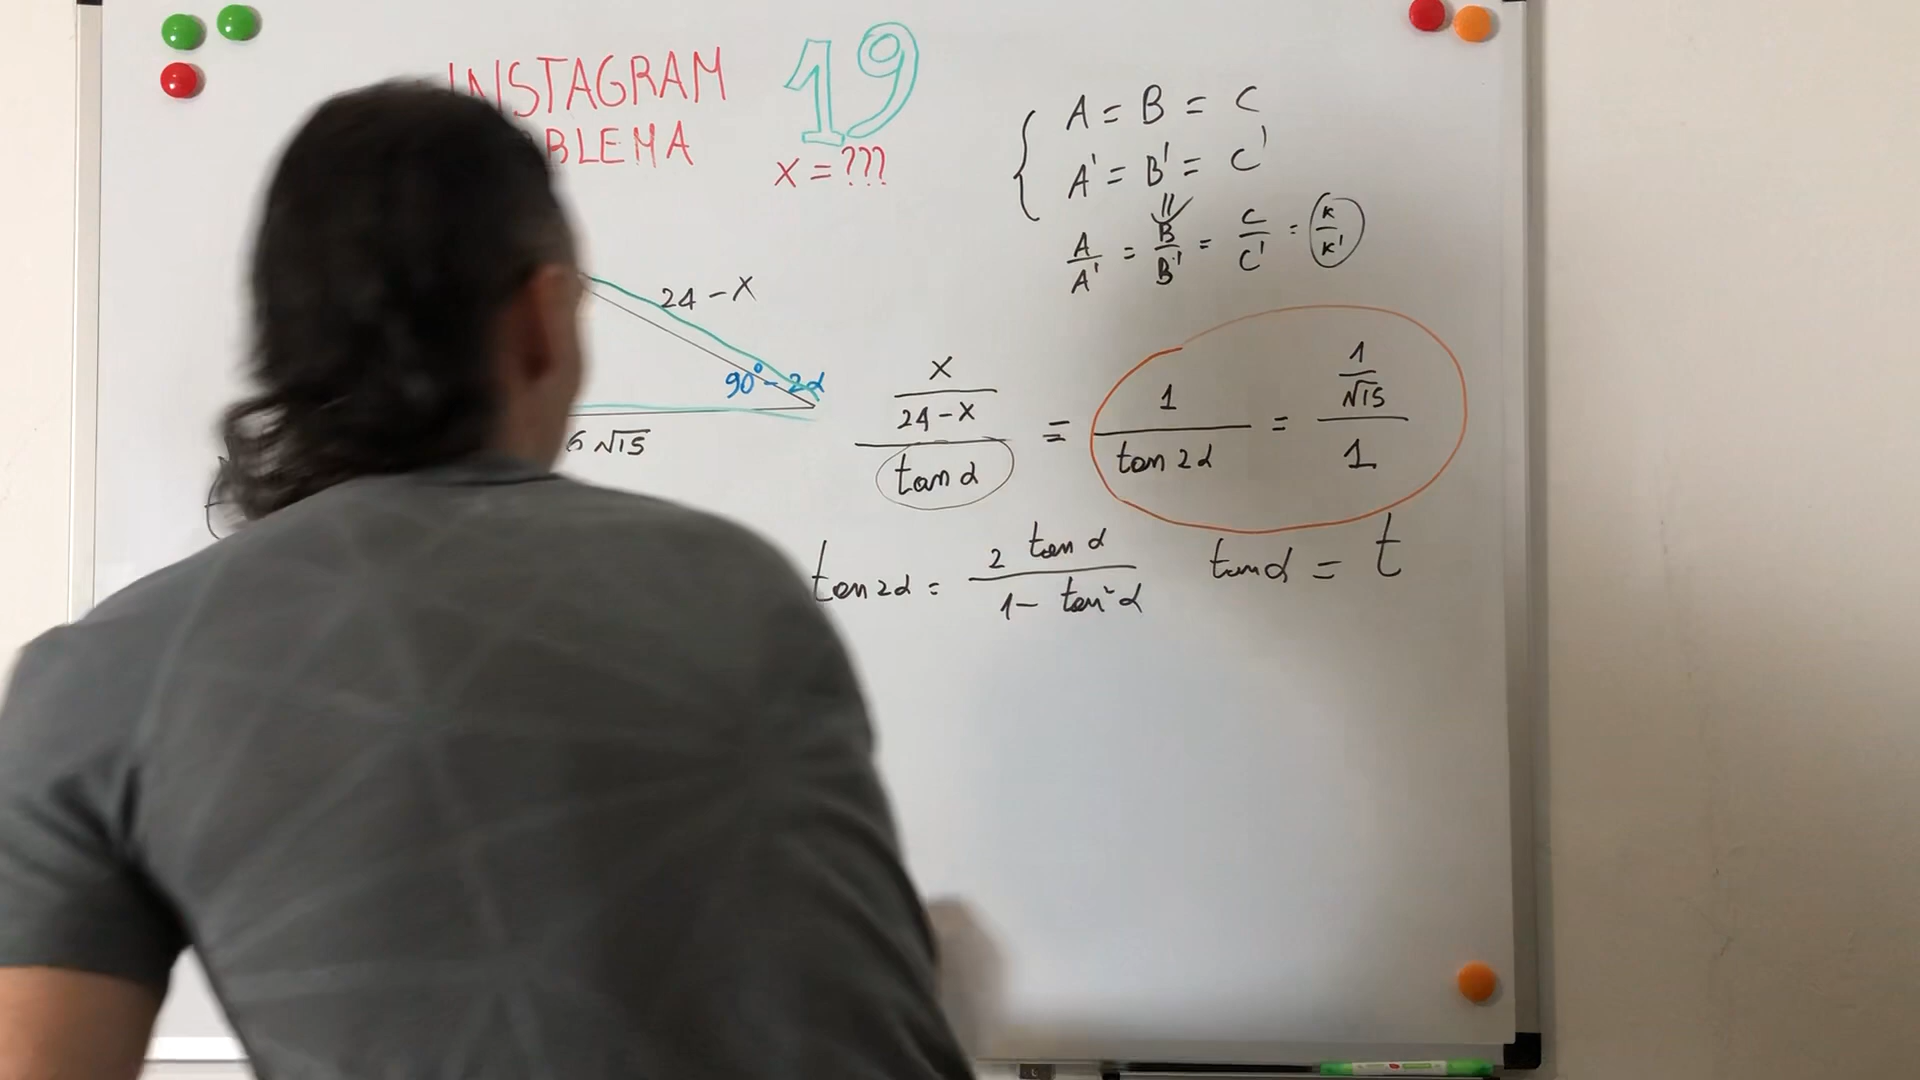 INSTAGRAM 19
BLEMA
x = ???
{ A = B = C
A' = B' = C'
A/A' = B/B' = C/C' = K/K'
24 - x
90° - 2α
6 √15
(x/(24 - x))/(tan α) = 1/(tan 2α) = (1/√15)/1
tan 2α = (2 tan α)/(1 - tan² α) tan α = t